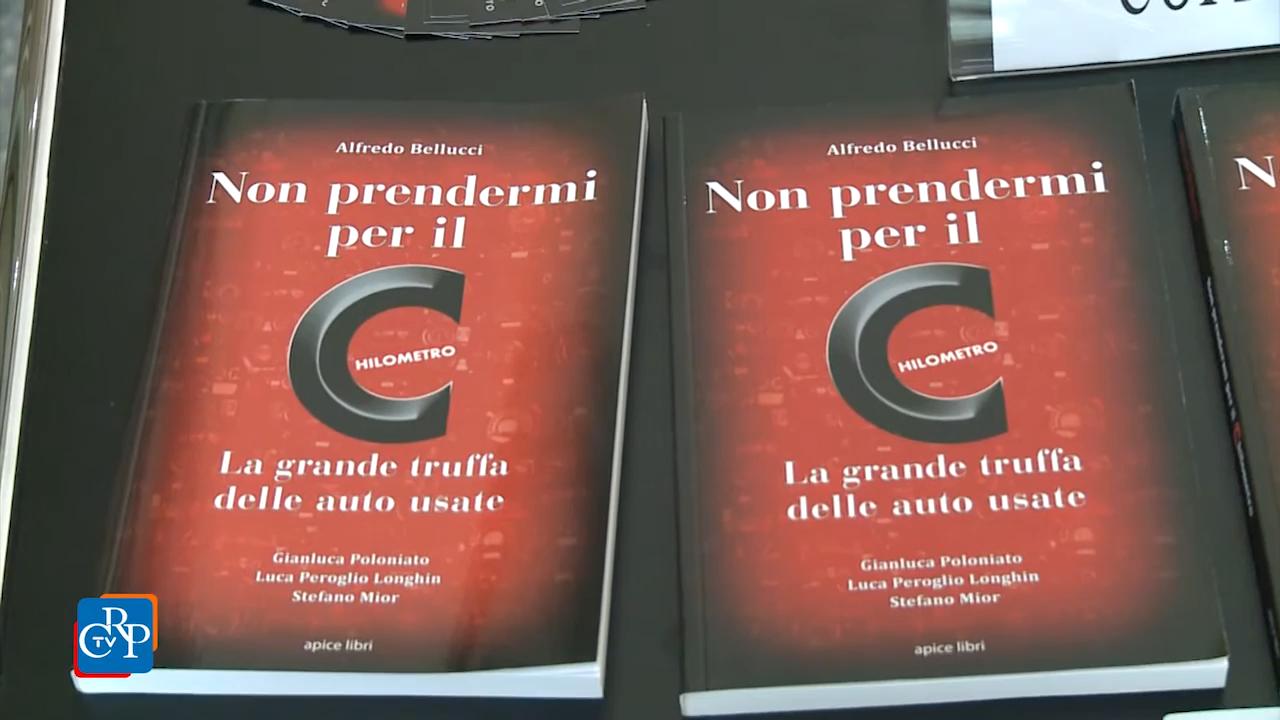 Alfredo Bellucci
Non prendermi
per il
C
HILOMETRO
La grande truffa
delle auto usate
Gianluca Poloniato
Luca Peroglio Longhin
Stefano Mior
apice libri
Alfredo Bellucci
Non prendermi
per il
C
HILOMETRO
La grande truffa
delle auto usate
Gianluca Poloniato
Luca Peroglio Longhin
Stefano Mior
apice libri
N
CRP
TV